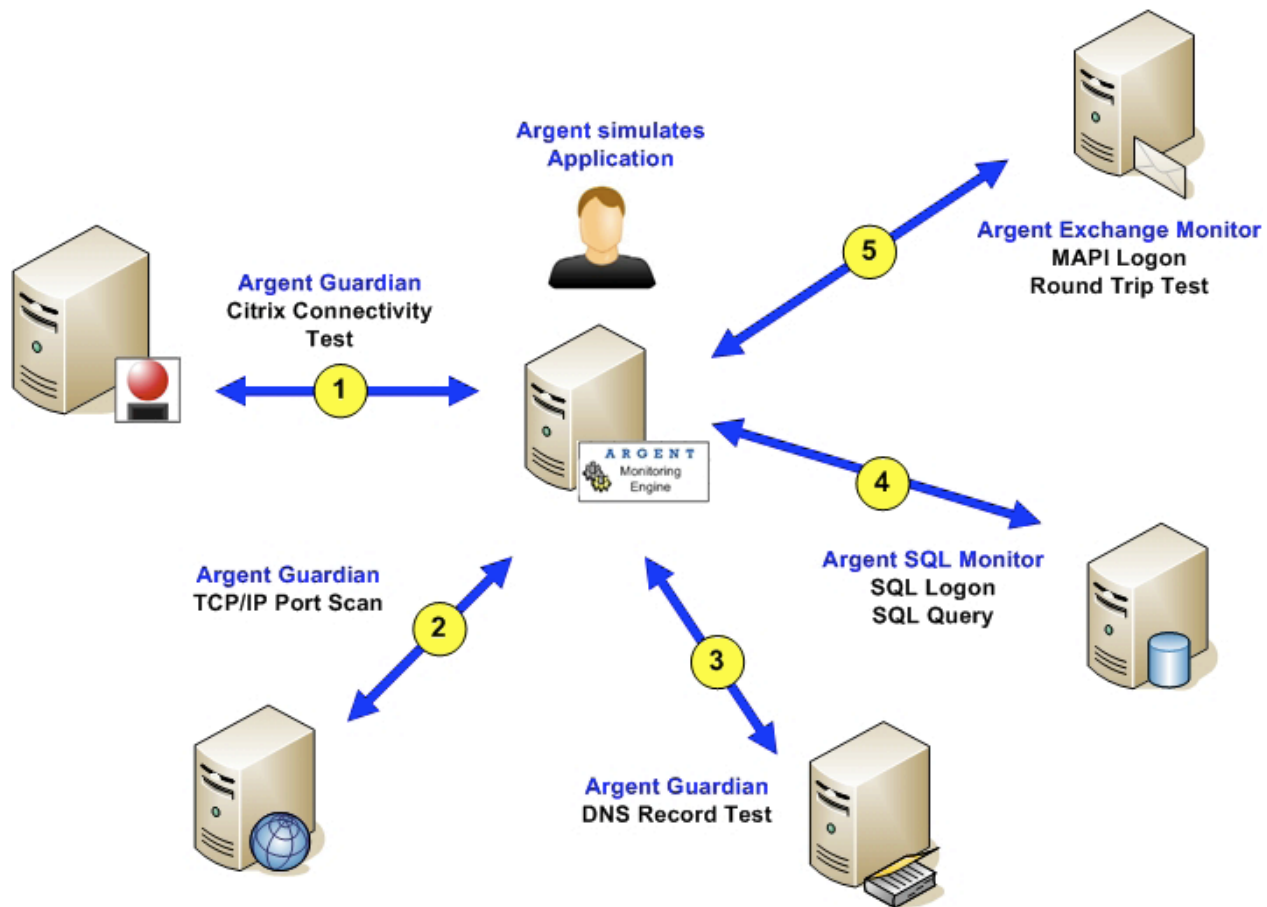 Argent simulates
Application
Argent Guardian
Citrix Connectivity
Test
1
ARGENT
Monitoring
Engine
5
Argent Exchange Monitor
MAPI Logon
Round Trip Test
4
Argent SQL Monitor
SQL Logon
SQL Query
Argent Guardian
TCP/IP Port Scan
2
3
Argent Guardian
DNS Record Test